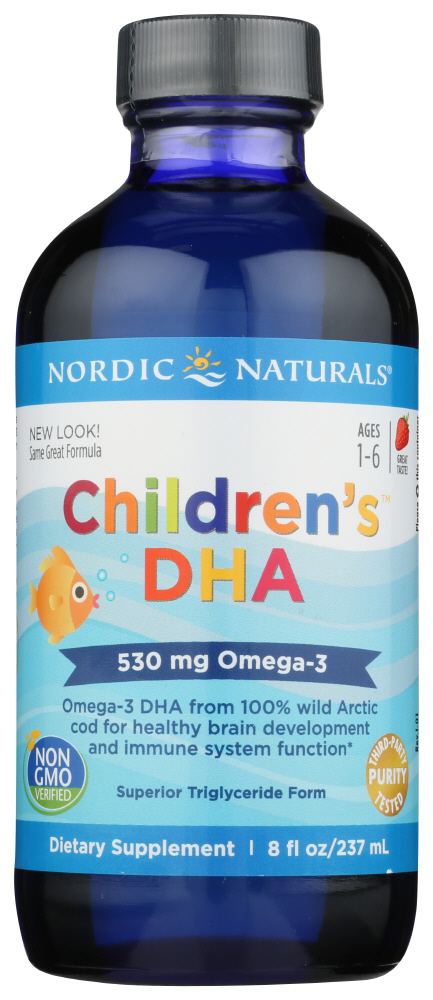 NORDIC NATURALS®
NEW LOOK!
Same Great Formula
AGES
1-6
GREAT
TASTE!
Children's™
DHA
530 mg Omega-3
Omega-3 DHA from 100% wild Arctic
cod for healthy brain development
and immune system function*
NON
GMO
VERIFIED
THIRD-PARTY
PURITY
TESTED
Superior Triglyceride Form
Dietary Supplement | 8 fl oz/237 mL